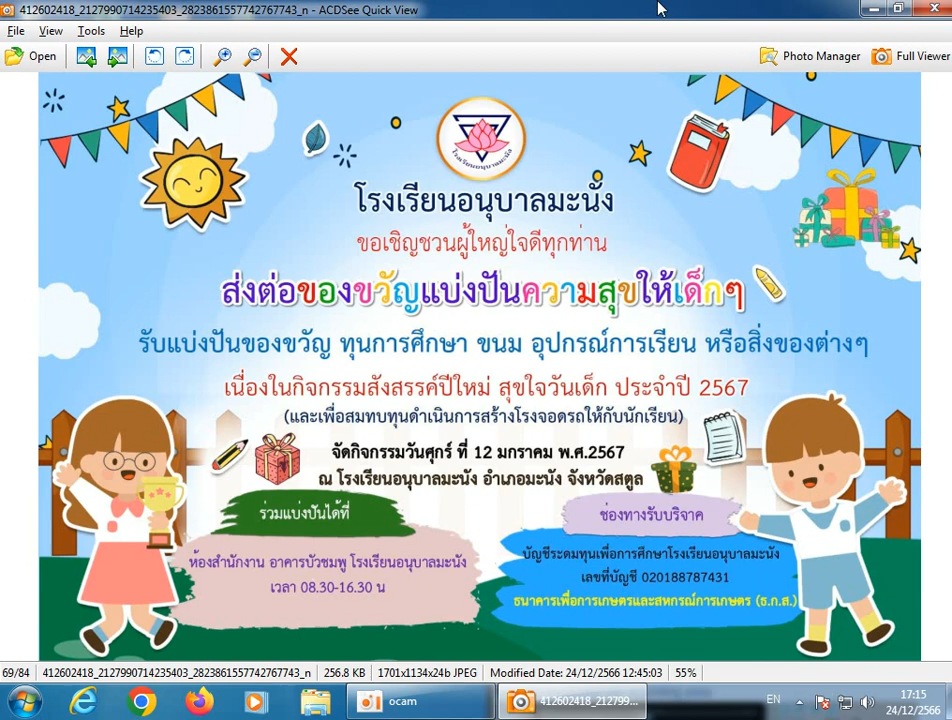 412602418_2127990714235403_2823861557742767743_n - ACDSee Quick View
File View Tools Help
Open Photo Manager Full Viewer
โรงเรียนอนุบาลมะนัง
โรงเรียนอนุบาลมะนัง
ขอเชิญชวนผู้ใหญ่ใจดีทุกท่าน
ส่งต่อของขวัญแบ่งปันความสุขให้เด็กๆ
รับแบ่งปันของขวัญ ทุนการศึกษา ขนม อุปกรณ์การเรียน หรือสิ่งของต่างๆ
เนื่องในกิจกรรมสังสรรค์ปีใหม่ สุขใจวันเด็ก ประจำปี 2567
(และเพื่อสมทบทุนดำเนินการสร้างโรงจอดรถให้กับนักเรียน)
จัดกิจกรรมวันศุกร์ ที่ 12 มกราคม พ.ศ.2567
ณ โรงเรียนอนุบาลมะนัง อำเภอมะนัง จังหวัดสตูล
ร่วมแบ่งปันได้ที่
ห้องสำนักงาน อาคารบัวชมพู โรงเรียนอนุบาลมะนัง
เวลา 08.30-16.30 น
ช่องทางรับบริจาค
บัญชีระดมทุนเพื่อการศึกษาโรงเรียนอนุบาลมะนัง
เลขที่บัญชี 020188787431
ธนาคารเพื่อการเกษตรและสหกรณ์การเกษตร (ธ.ก.ส.)
69/84 412602418_2127990714235403_2823861557742767743_n 256.8 KB 1701x1134x24b JPEG Modified Date: 24/12/2566 12:45:03 55%
ocam 412602418_212799... EN 17:15
24/12/2566